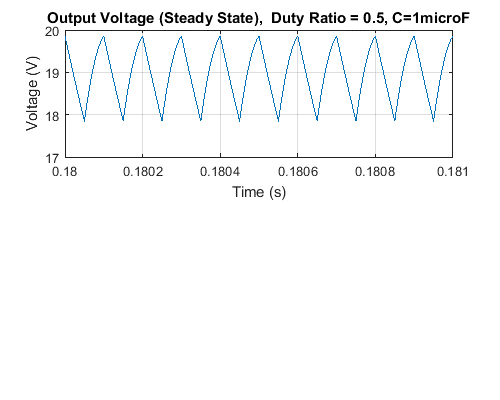 Output Voltage (Steady State),  Duty Ratio = 0.5, C=1microF
Voltage (V)
20
19
18
17
0.18 0.1802 0.1804 0.1806 0.1808 0.181
Time (s)